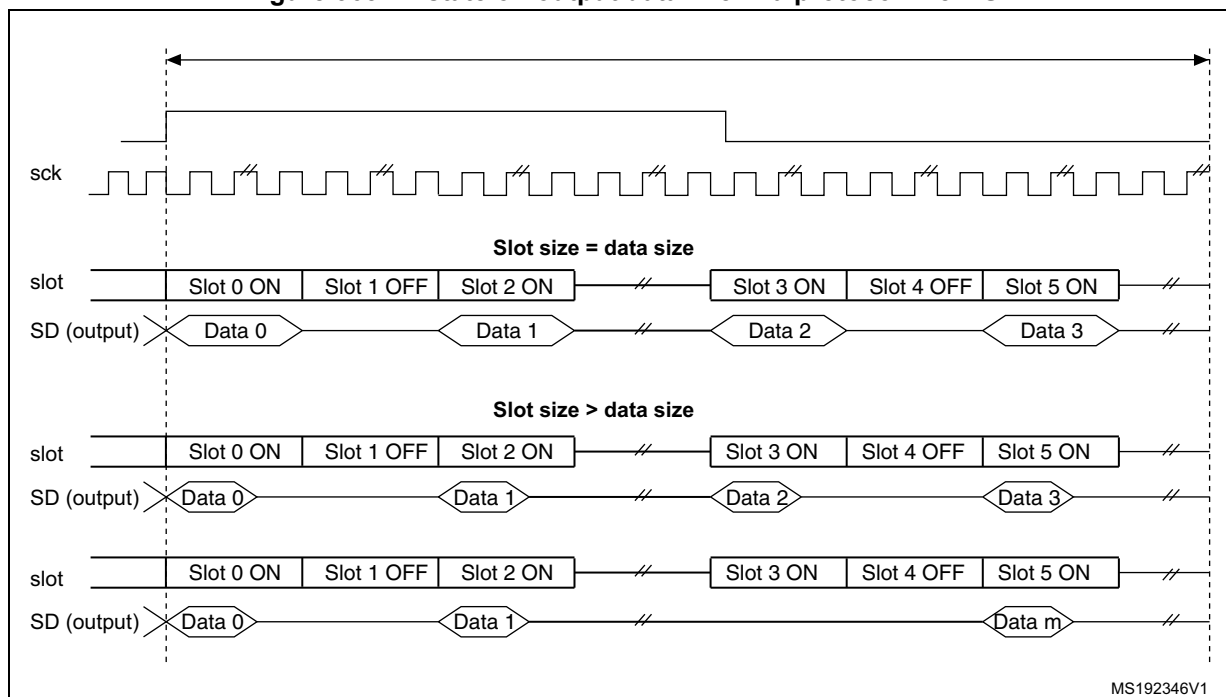 sck
Slot size = data size
slot Slot 0 ON Slot 1 OFF Slot 2 ON Slot 3 ON Slot 4 OFF Slot 5 ON
SD (output) Data 0 Data 1 Data 2 Data 3
Slot size > data size
slot Slot 0 ON Slot 1 OFF Slot 2 ON Slot 3 ON Slot 4 OFF Slot 5 ON
SD (output) Data 0 Data 1 Data 2 Data 3
slot Slot 0 ON Slot 1 OFF Slot 2 ON Slot 3 ON Slot 4 OFF Slot 5 ON
SD (output) Data 0 Data 1 Data m
MS192346V1